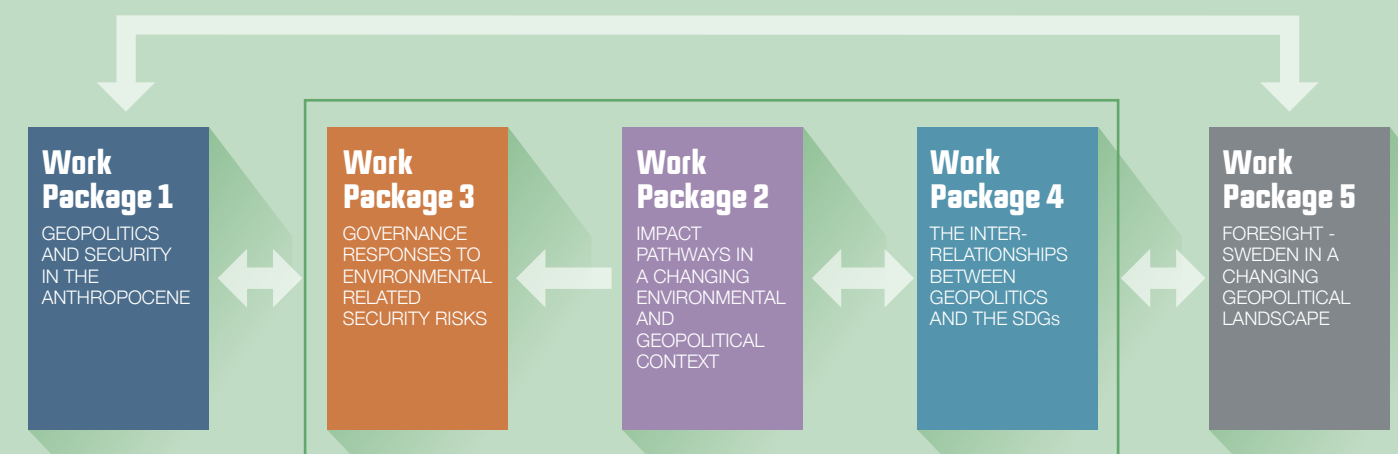 Work
Package 1
GEOPOLITICS
AND SECURITY
IN THE
ANTHROPOCENE
Work
Package 3
GOVERNANCE
RESPONSES TO
ENVIRONMENTAL
RELATED
SECURITY RISKS
Work
Package 2
IMPACT
PATHWAYS IN
A CHANGING
ENVIRONMENTAL
AND
GEOPOLITICAL
CONTEXT
Work
Package 4
THE INTER-
RELATIONSHIPS
BETWEEN
GEOPOLITICS
AND THE SDGs
Work
Package 5
FORESIGHT -
SWEDEN IN A
CHANGING
GEOPOLITICAL
LANDSCAPE